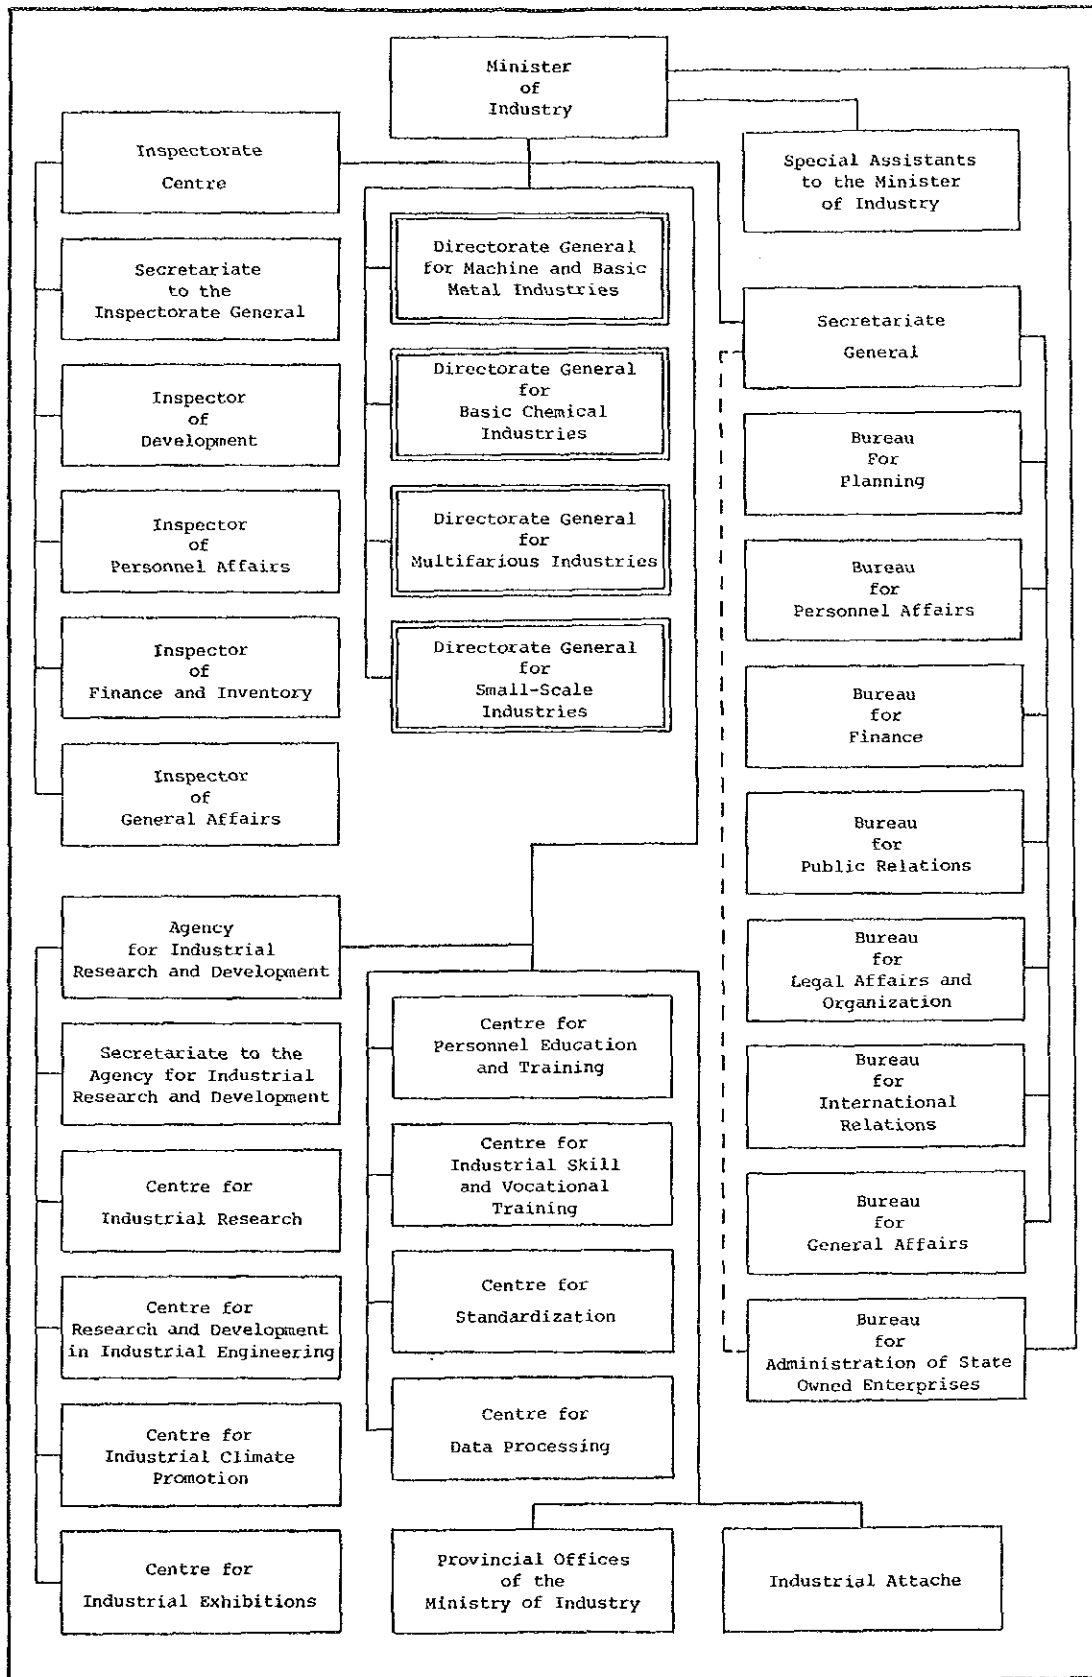 Minister
of
Industry
Special Assistants
to the Minister
of Industry
Inspectorate
Centre
Secretariate
to the
Inspectorate General
Inspector
of
Development
Inspector
of
Personnel Affairs
Inspector
of
Finance and Inventory
Inspector
of
General Affairs
Directorate General
for Machine and Basic
Metal Industries
Directorate General
for
Basic Chemical
Industries
Directorate General
for
Multifarious Industries
Directorate General
for
Small-Scale
Industries
Secretariate
General
Bureau
For
Planning
Bureau
for
Personnel Affairs
Bureau
for
Finance
Bureau
for
Public Relations
Bureau
for
Legal Affairs and
Organization
Bureau
for
International
Relations
Bureau
for
General Affairs
Bureau
for
Administration of State
Owned Enterprises
Agency
for Industrial
Research and Development
Secretariate to the
Agency for Industrial
Research and Development
Centre for
Industrial Research
Centre for
Research and Development
in Industrial Engineering
Centre for
Industrial Climate
Promotion
Centre for
Industrial Exhibitions
Centre for
Personnel Education
and Training
Centre for
Industrial Skill
and Vocational
Training
Centre for
Standardization
Centre for
Data Processing
Provincial Offices
of the
Ministry of Industry
Industrial Attache